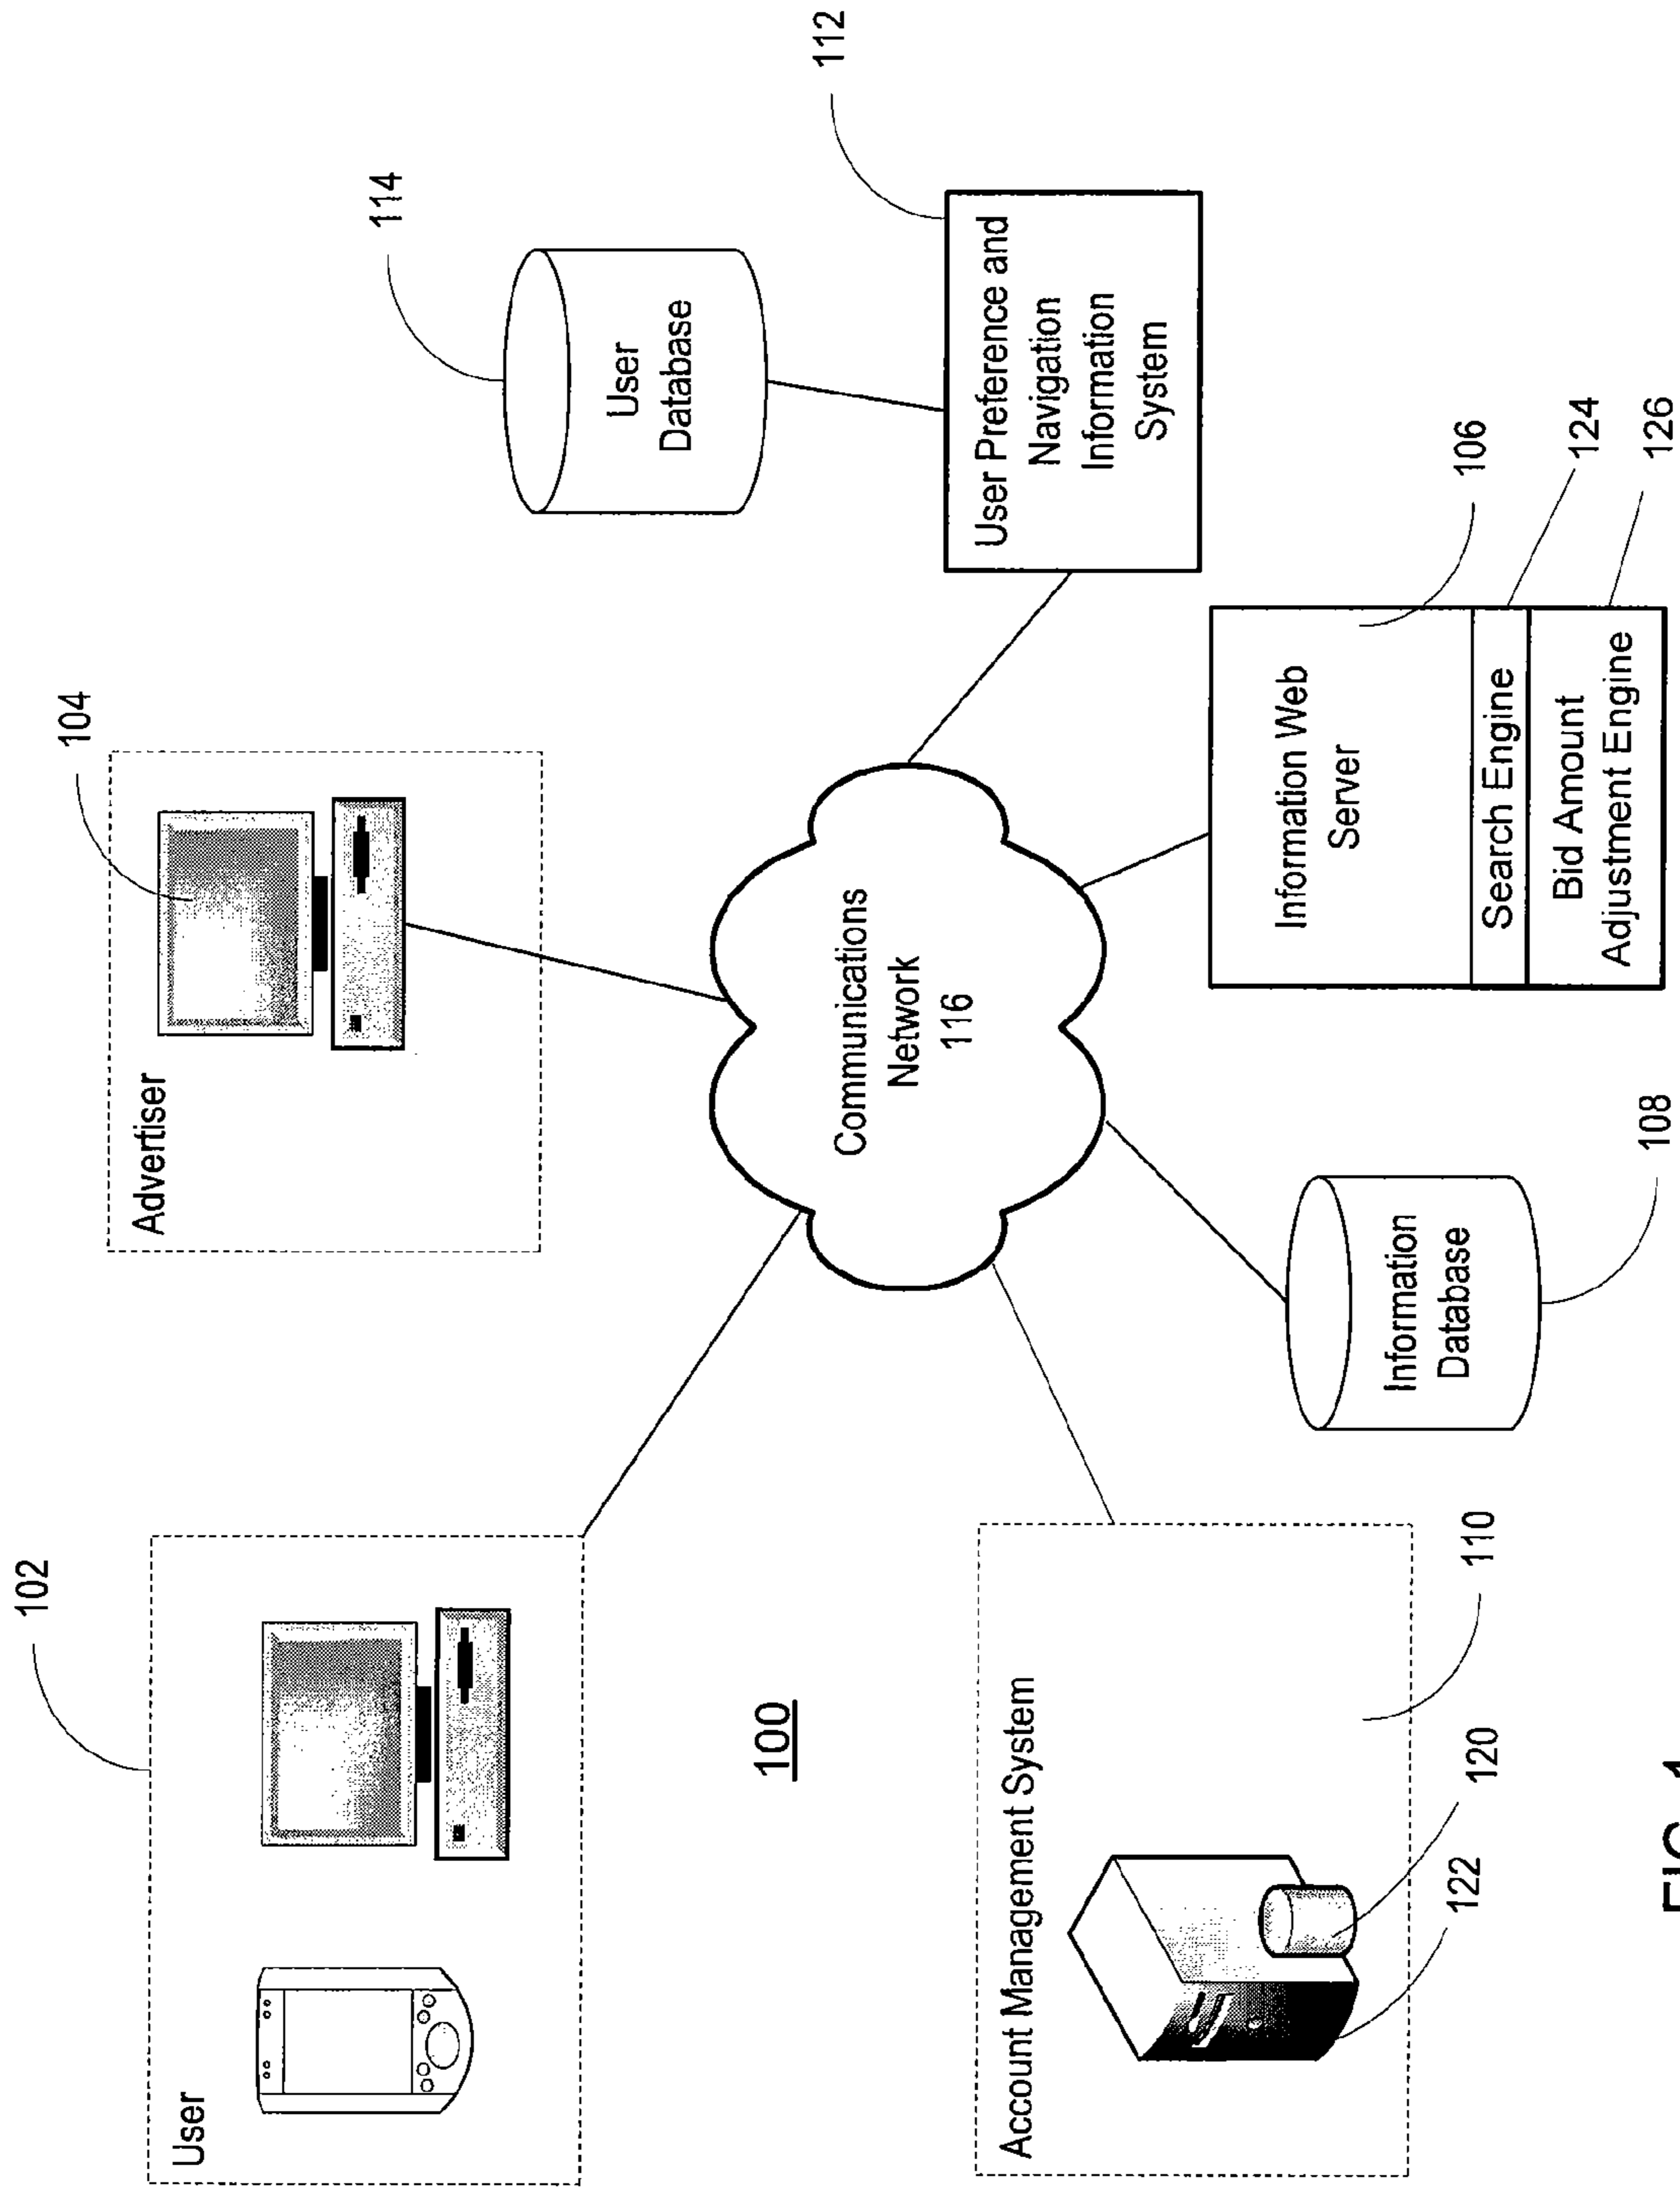 102
User
104
Advertiser
114
User
Database
112
User Preference and
Navigation
Information
System
Communications
Network
116
100
Account Management System
110
120
122
Information
Database
108
Information Web
Server
106
Search Engine
124
Bid Amount
Adjustment Engine
126
FIG. 1